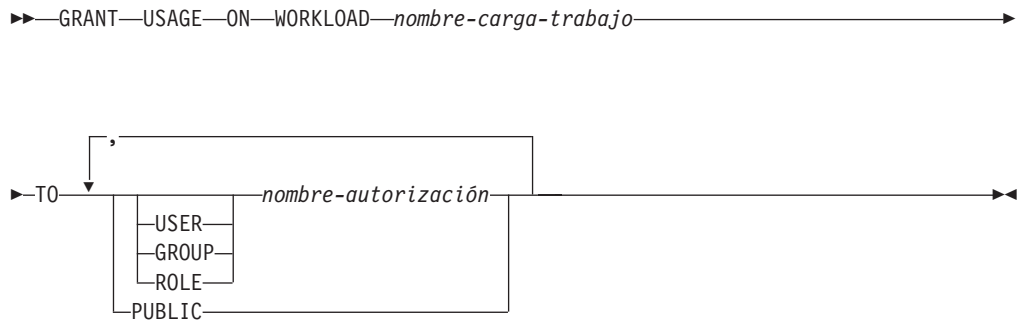 GRANT USAGE ON WORKLOAD nombre-carga-trabajo
,
TO nombre-autorización
USER
GROUP
ROLE
PUBLIC